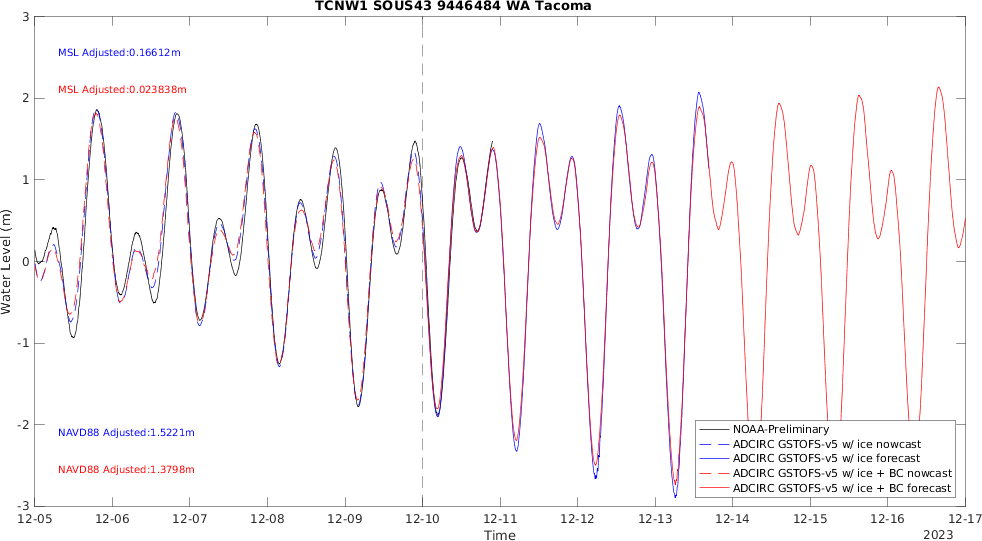 TCNW1 SOUS43 9446484 WA Tacoma
3
2
1
0
-1
-2
-3
Water Level (m)
MSL Adjusted:0.16612m
MSL Adjusted:0.023838m
NAVD88 Adjusted:1.5221m
NAVD88 Adjusted:1.3798m
NOAA-Preliminary
ADCIRC GSTOFS-v5 w/ ice nowcast
ADCIRC GSTOFS-v5 w/ ice forecast
ADCIRC GSTOFS-v5 w/ ice + BC nowcast
ADCIRC GSTOFS-v5 w/ ice + BC forecast
12-05 12-06 12-07 12-08 12-09 12-10 12-11 12-12 12-13 12-14 12-15 12-16 12-17
Time
2023